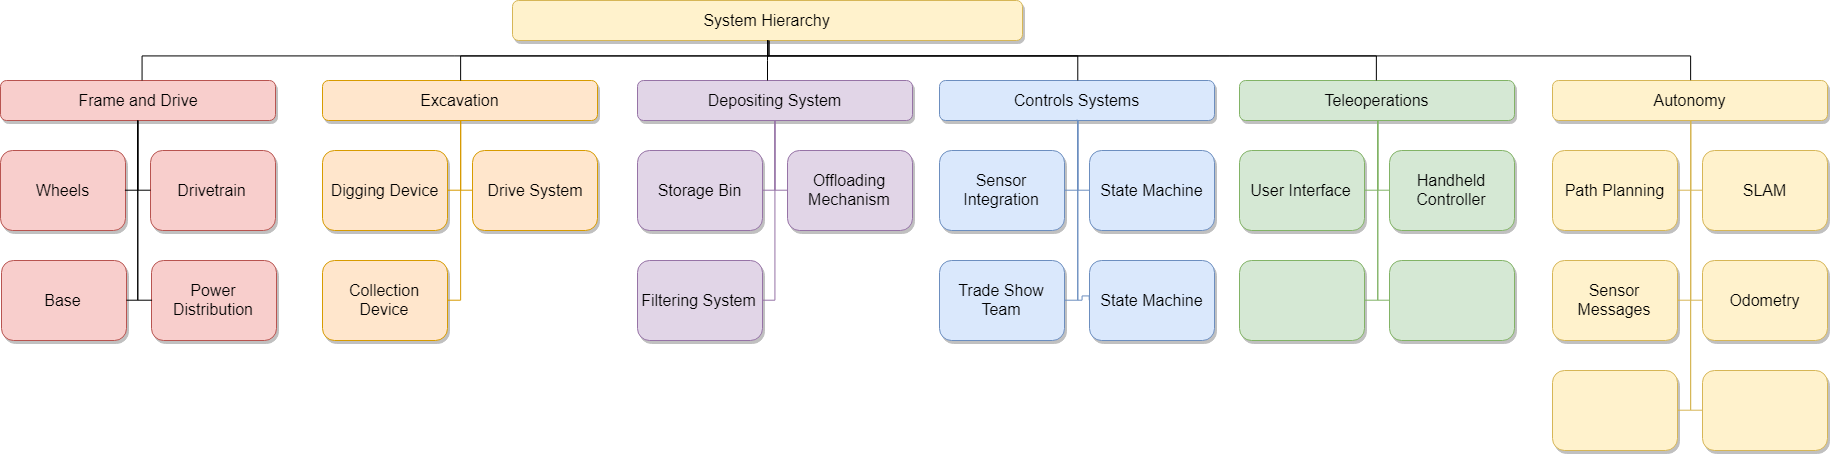 System Hierarchy
Frame and Drive
Excavation
Depositing System
Controls Systems
Teleoperations
Autonomy
Wheels
Drivetrain
Digging Device
Drive System
Storage Bin
Offloading
Mechanism
Sensor
Integration
State Machine
User Interface
Handheld
Controller
Path Planning
SLAM
Base
Power
Distribution
Collection
Device
Filtering System
Trade Show
Team
State Machine
Sensor
Messages
Odometry